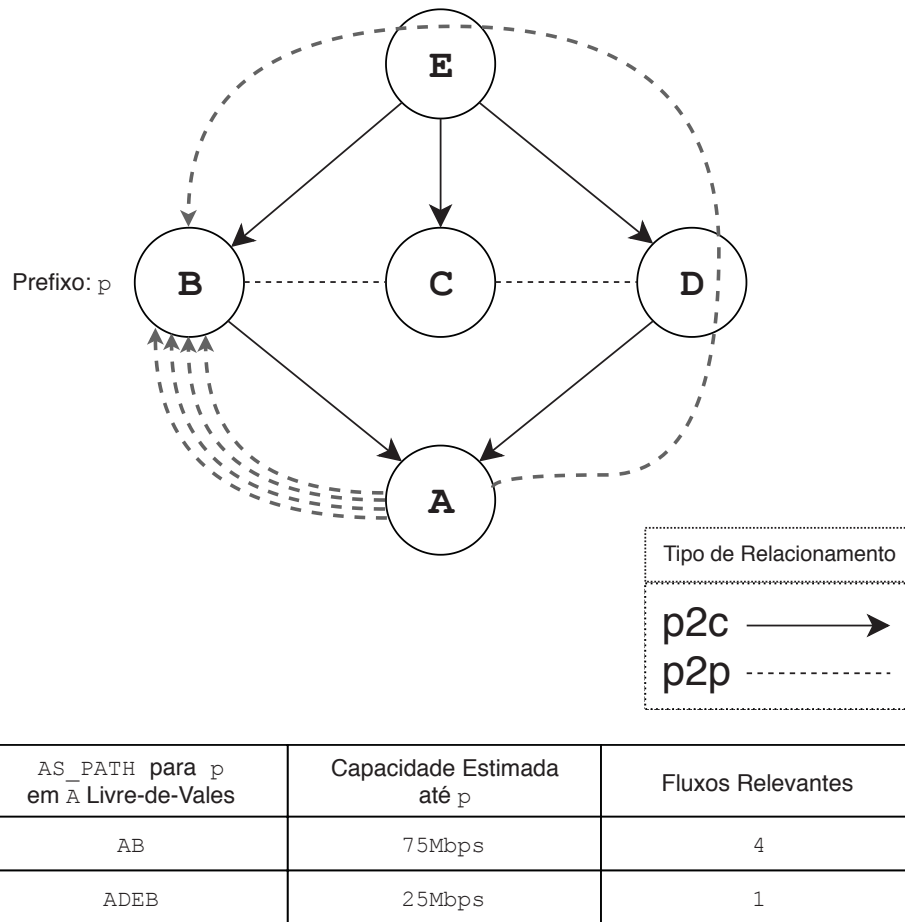 E
Prefixo: p
B
C
D
A
Tipo de Relacionamento
p2c
p2p
AS_PATH para p
em A Livre-de-Vales
Capacidade Estimada
até p
Fluxos Relevantes
AB
75Mbps
4
ADEB
25Mbps
1